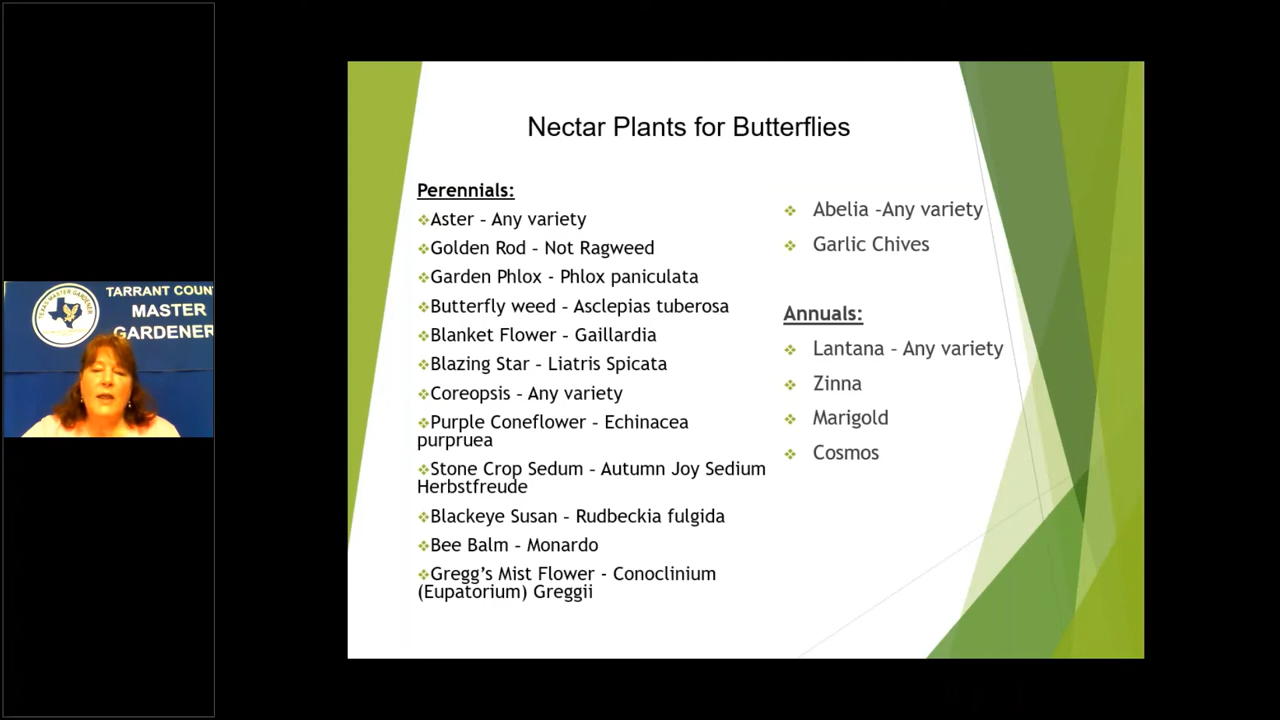 Nectar Plants for Butterflies
Perennials:
Aster – Any variety
Golden Rod – Not Ragweed
Garden Phlox - Phlox paniculata
Butterfly weed – Asclepias tuberosa
Blanket Flower – Gaillardia
Blazing Star – Liatris Spicata
Coreopsis – Any variety
Purple Coneflower – Echinacea
purpruea
Stone Crop Sedum – Autumn Joy Sedium
Herbstfreude
Blackeye Susan – Rudbeckia fulgida
Bee Balm – Monardo
Gregg’s Mist Flower - Conoclinium
(Eupatorium) Greggii
Abelia –Any variety
Garlic Chives
Annuals:
Lantana – Any variety
Zinna
Marigold
Cosmos
TARRANT COUN
MASTER
GARDENER
TEXAS MASTER GARDENER